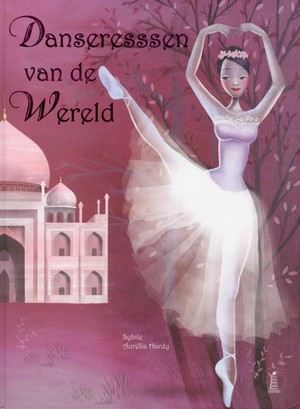 Danseresssen
van de
Wereld
Sybile
Aurélia Hardy